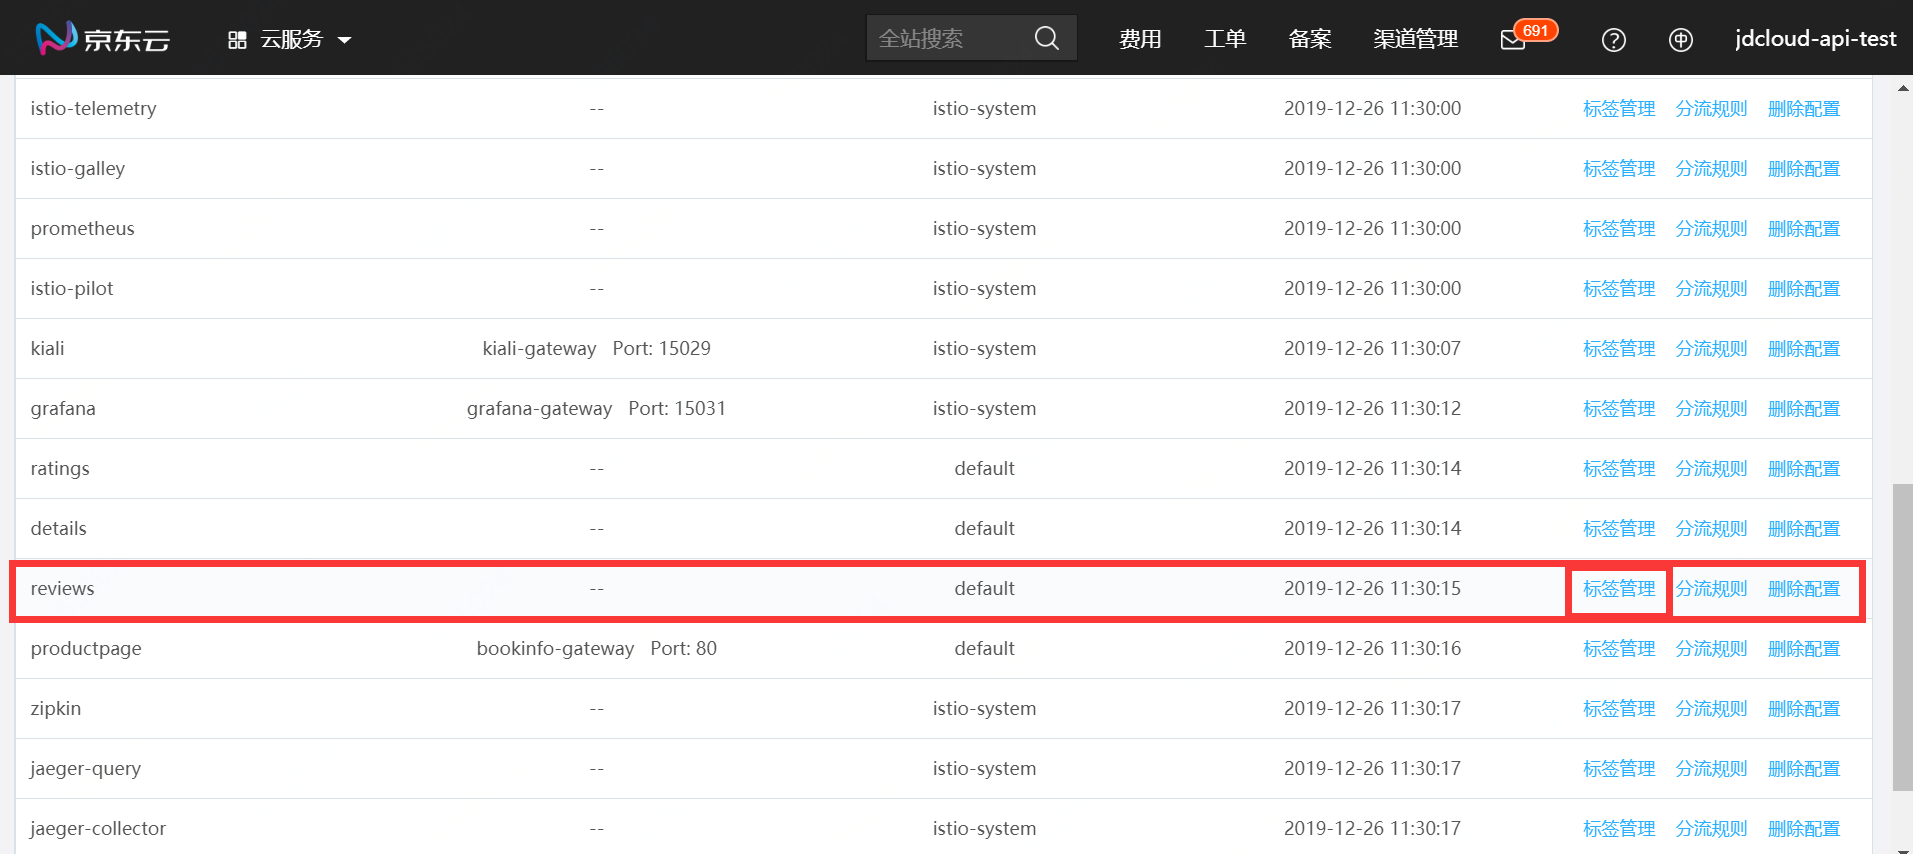 京东云 云服务 全站搜索 费用 工单 备案 渠道管理 691 jdcloud-api-test
istio-telemetry -- istio-system 2019-12-26 11:30:00 标签管理 分流规则 删除配置
istio-galley -- istio-system 2019-12-26 11:30:00 标签管理 分流规则 删除配置
prometheus -- istio-system 2019-12-26 11:30:00 标签管理 分流规则 删除配置
istio-pilot -- istio-system 2019-12-26 11:30:00 标签管理 分流规则 删除配置
kiali kiali-gateway Port: 15029 istio-system 2019-12-26 11:30:07 标签管理 分流规则 删除配置
grafana grafana-gateway Port: 15031 istio-system 2019-12-26 11:30:12 标签管理 分流规则 删除配置
ratings -- default 2019-12-26 11:30:14 标签管理 分流规则 删除配置
details -- default 2019-12-26 11:30:14 标签管理 分流规则 删除配置
reviews -- default 2019-12-26 11:30:15 标签管理 分流规则 删除配置
productpage bookinfo-gateway Port: 80 default 2019-12-26 11:30:16 标签管理 分流规则 删除配置
zipkin -- istio-system 2019-12-26 11:30:17 标签管理 分流规则 删除配置
jaeger-query -- istio-system 2019-12-26 11:30:17 标签管理 分流规则 删除配置
jaeger-collector -- istio-system 2019-12-26 11:30:17 标签管理 分流规则 删除配置